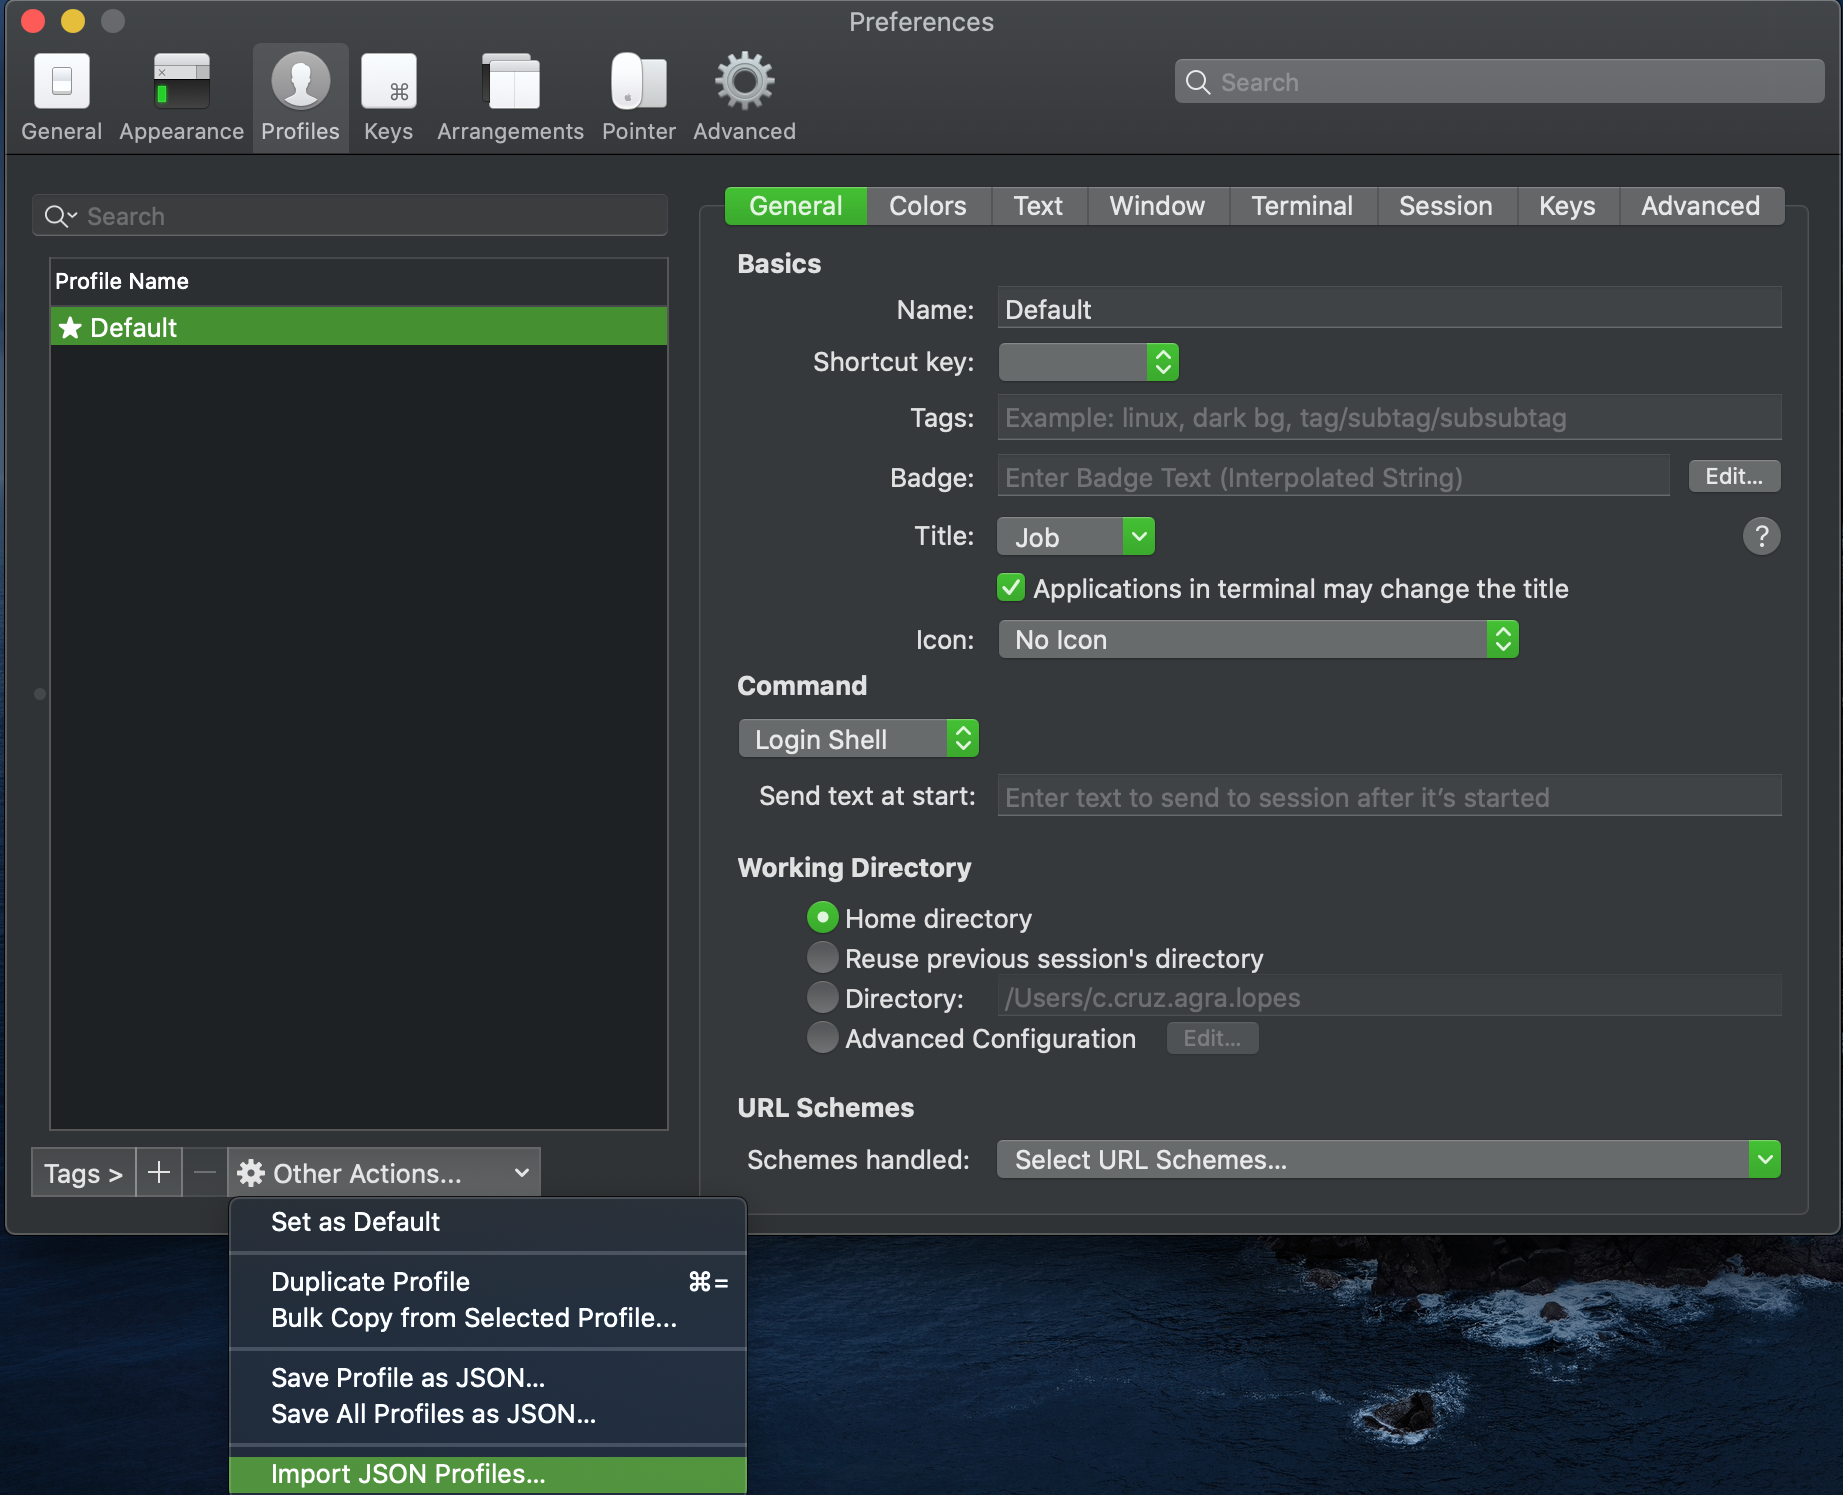 Preferences
General Appearance Profiles Keys Arrangements Pointer Advanced
Search
Search
Profile Name
Default
Tags > + − Other Actions...
Set as Default
Duplicate Profile ⌘=
Bulk Copy from Selected Profile...
Save Profile as JSON...
Save All Profiles as JSON...
Import JSON Profiles...
General Colors Text Window Terminal Session Keys Advanced
Basics
Name: Default
Shortcut key:
Tags: Example: linux, dark bg, tag/subtag/subsubtag
Badge: Enter Badge Text (Interpolated String) Edit...
Title: Job ?
Applications in terminal may change the title
Icon: No Icon
Command
Login Shell
Send text at start: Enter text to send to session after it’s started
Working Directory
Home directory
Reuse previous session's directory
Directory: /Users/c.cruz.agra.lopes
Advanced Configuration Edit...
URL Schemes
Schemes handled: Select URL Schemes...